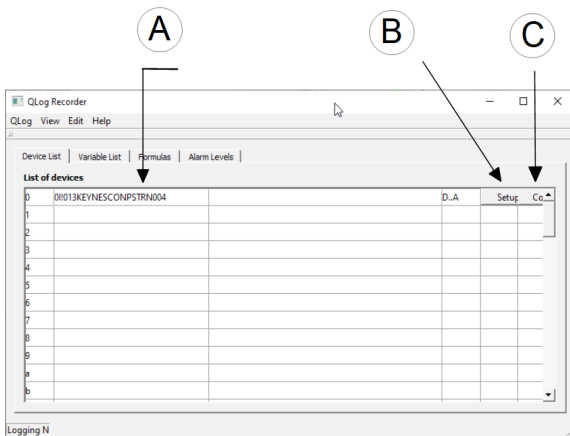 A B C
QLog Recorder
QLog View Edit Help
Device List Variable List Formulas Alarm Levels
List of devices
0 0!!013KEYNESCONPSTRN004 D..A Setup Co
1
2
3
4
5
6
7
8
9
a
b
Logging N